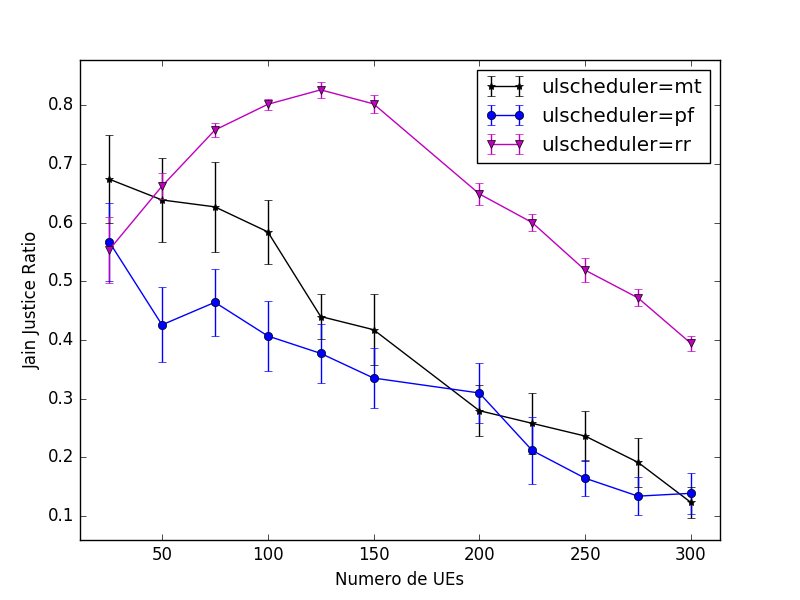 ulscheduler=mt
ulscheduler=pf
ulscheduler=rr
0.8
0.7
0.6
0.5
0.4
0.3
0.2
0.1
Jain Justice Ratio
50 100 150 200 250 300
Numero de UEs